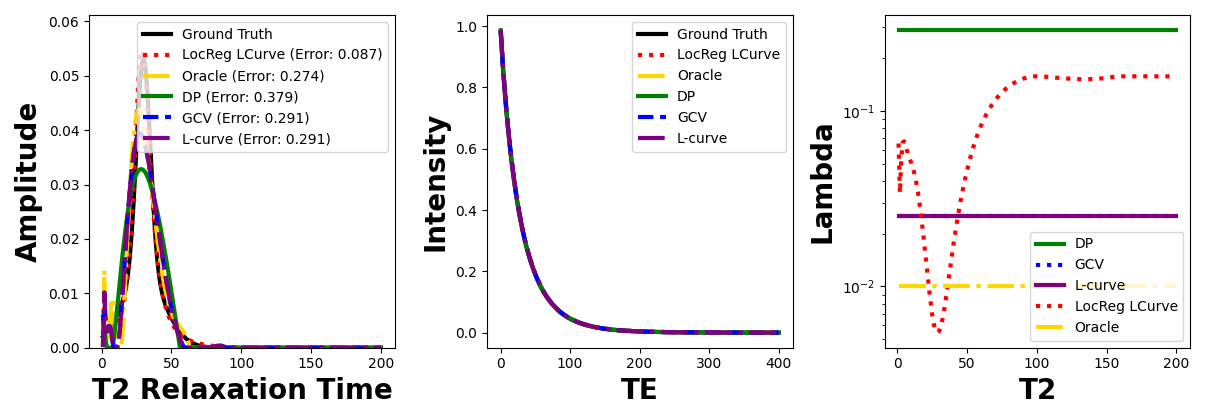 Amplitude
0.06
0.05
0.04
0.03
0.02
0.01
0.00
0
50
100
150
200
T2 Relaxation Time
Ground Truth
LocReg LCurve (Error: 0.087)
Oracle (Error: 0.274)
DP (Error: 0.379)
GCV (Error: 0.291)
L-curve (Error: 0.291)
Intensity
1.0
0.8
0.6
0.4
0.2
0.0
0
100
200
300
400
TE
Ground Truth
LocReg LCurve
Oracle
DP
GCV
L-curve
Lambda
10⁻¹
10⁻²
0
50
100
150
200
T2
DP
GCV
L-curve
LocReg LCurve
Oracle